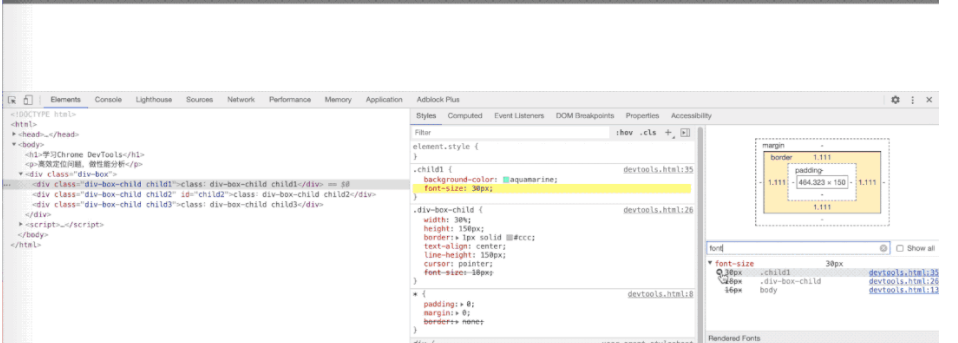 Elements Console Lighthouse Sources Network Performance Memory Application Adblock Plus
<!DOCTYPE html>
<html>
<head>…</head>
<body>
<h1>学习Chrome DevTools</h1>
<p>高效定位问题、做性能分析</p>
<div class="div-box">
<div class="div-box-child child1">class: div-box-child child1</div> == $0
<div class="div-box-child child2" id="child2">class: div-box-child child2</div>
<div class="div-box-child child3">class: div-box-child child3</div>
</div>
<script>…</script>
</body>
</html>
Styles Computed Event Listeners DOM Breakpoints Properties Accessibility
Filter :hov .cls +
element.style {
}
.child1 { devtools.html:35
background-color: aquamarine;
font-size: 30px;
}
.div-box-child { devtools.html:26
width: 30%;
height: 150px;
border: 1px solid #ccc;
text-align: center;
line-height: 150px;
cursor: pointer;
font-size: 18px;
}
* { devtools.html:8
padding: 0;
margin: 0;
border: none;
}
div { user agent stylesheet
margin -
border 1.111
padding-
- 1.111 - 464.323 × 150 - 1.111 -
-
1.111
-
font Show all
font-size 30px
30px .child1 devtools.html:35
18px .div-box-child devtools.html:26
16px body devtools.html:13
Rendered Fonts